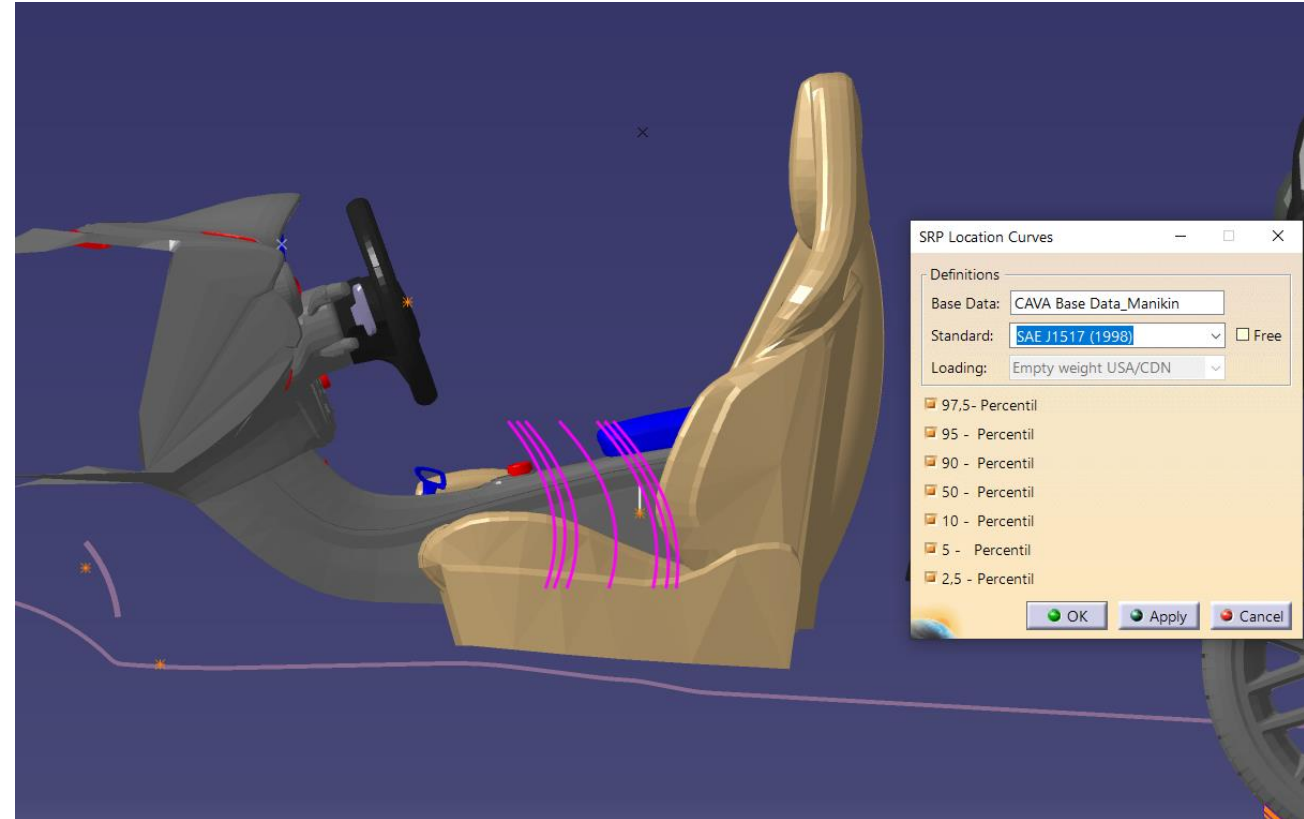 SRP Location Curves
Definitions
Base Data: CAVA Base Data_Manikin
Standard: SAE J1517 (1998) Free
Loading: Empty weight USA/CDN
97,5- Percentil
95 - Percentil
90 - Percentil
50 - Percentil
10 - Percentil
5 - Percentil
2,5 - Percentil
OK Apply Cancel